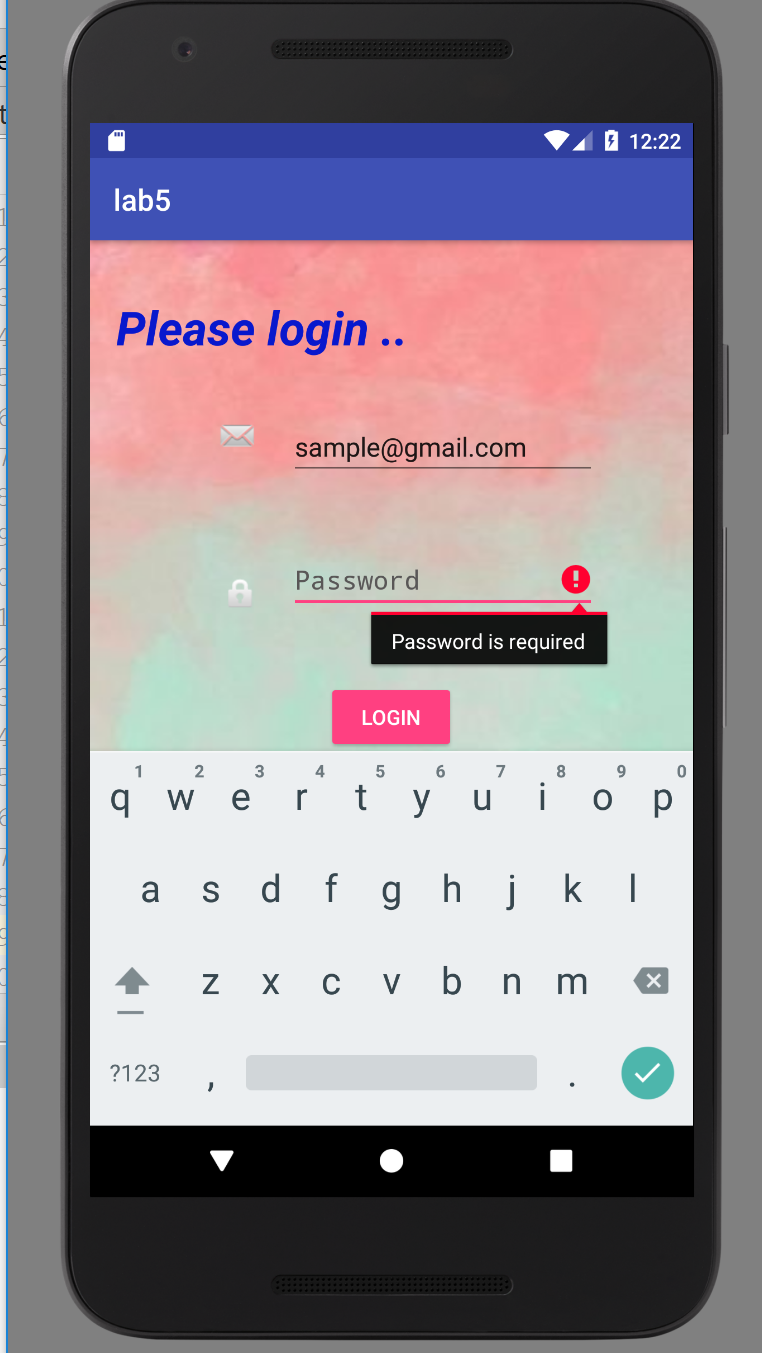 12:22
lab5
Please login ..
sample@gmail.com
Password
Password is required
LOGIN
1 2 3 4 5 6 7 8 9 0
q w e r t y u i o p
a s d f g h j k l
z x c v b n m
?123 , .